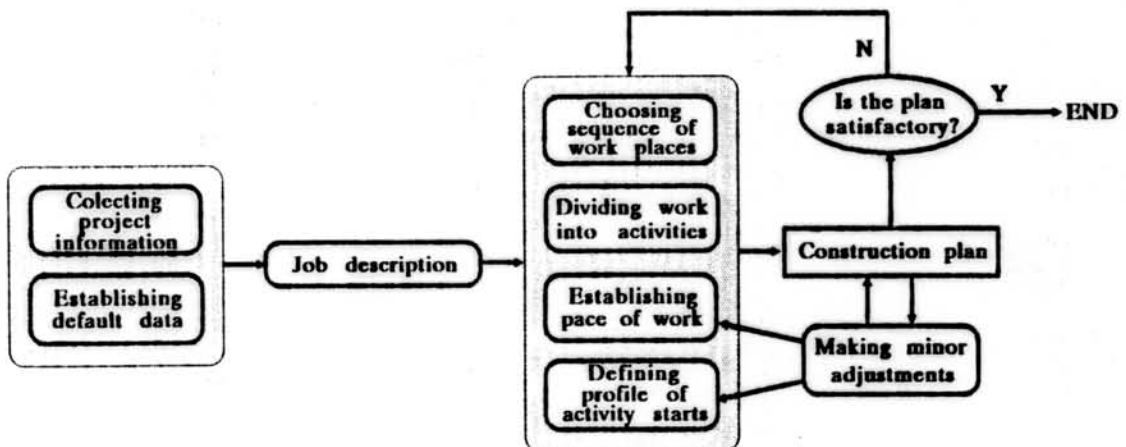 Colecting
project
information
Establishing
default data
Job description
Choosing
sequence of
work places
Dividing work
into activities
Establishing
pace of work
Defining
profile of
activity starts
Construction plan
Making minor
adjustments
Is the plan
satisfactory?
N
Y
END